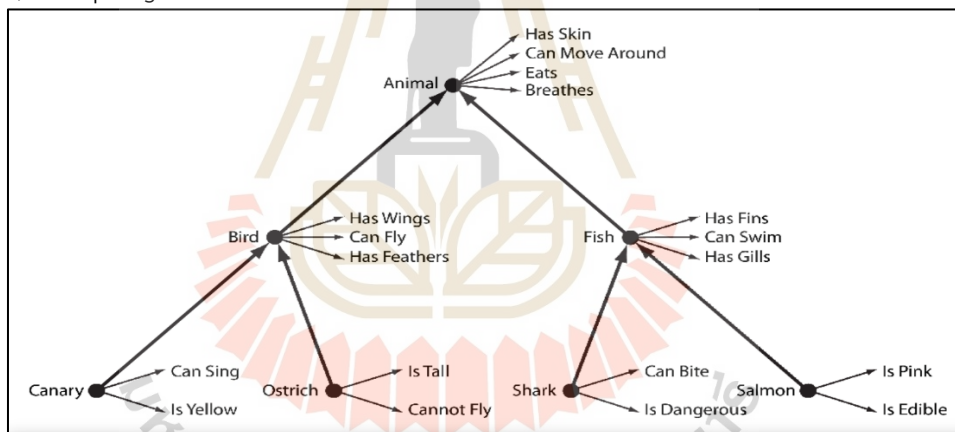 Has Skin
Can Move Around
Animal
Eats
Breathes
Has Wings
Bird
Can Fly
Has Feathers
Has Fins
Fish
Can Swim
Has Gills
Can Sing
Canary
Is Yellow
Is Tall
Ostrich
Cannot Fly
Can Bite
Shark
Is Dangerous
Is Pink
Salmon
Is Edible